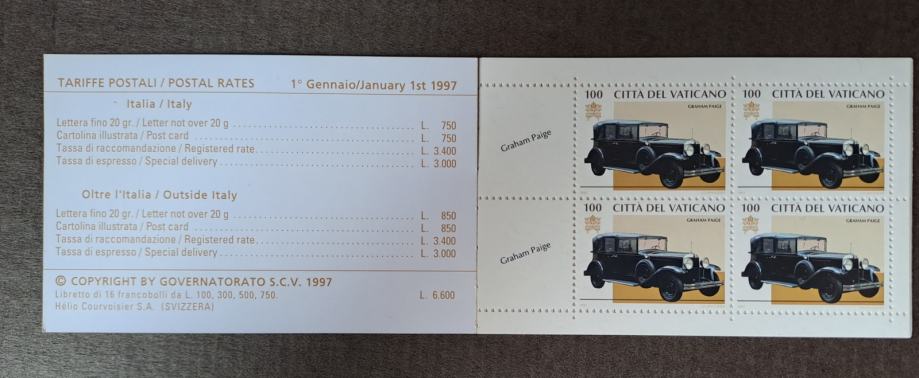 TARIFFE POSTALI / POSTAL RATES 1° Gennaio/January 1st 1997
Italia / Italy
Lettera fino 20 gr. / Letter not over 20 g L. 750
Cartolina illustrata / Post card L. 750
Tassa di raccomandazione / Registered rate L. 3.400
Tassa di espresso / Special delivery L. 3.000
Oltre l'Italia / Outside Italy
Lettera fino 20 gr. / Letter not over 20 g L. 850
Cartolina illustrata / Post card L. 850
Tassa di raccomandazione / Registered rate L. 3.400
Tassa di espresso / Special delivery L. 3.000
© COPYRIGHT BY GOVERNATORATO S.C.V. 1997
Libretto di 16 francobolli da L. 100, 300, 500, 750. L. 6.600
Hélio Courvoisier S.A. (SVIZZERA)
Graham Paige
100 CITTÀ DEL VATICANO
GRAHAM PAIGE
100 CITTÀ DEL VATICANO
GRAHAM PAIGE
Graham Paige
100 CITTÀ DEL VATICANO
GRAHAM PAIGE
100 CITTÀ DEL VATICANO
GRAHAM PAIGE